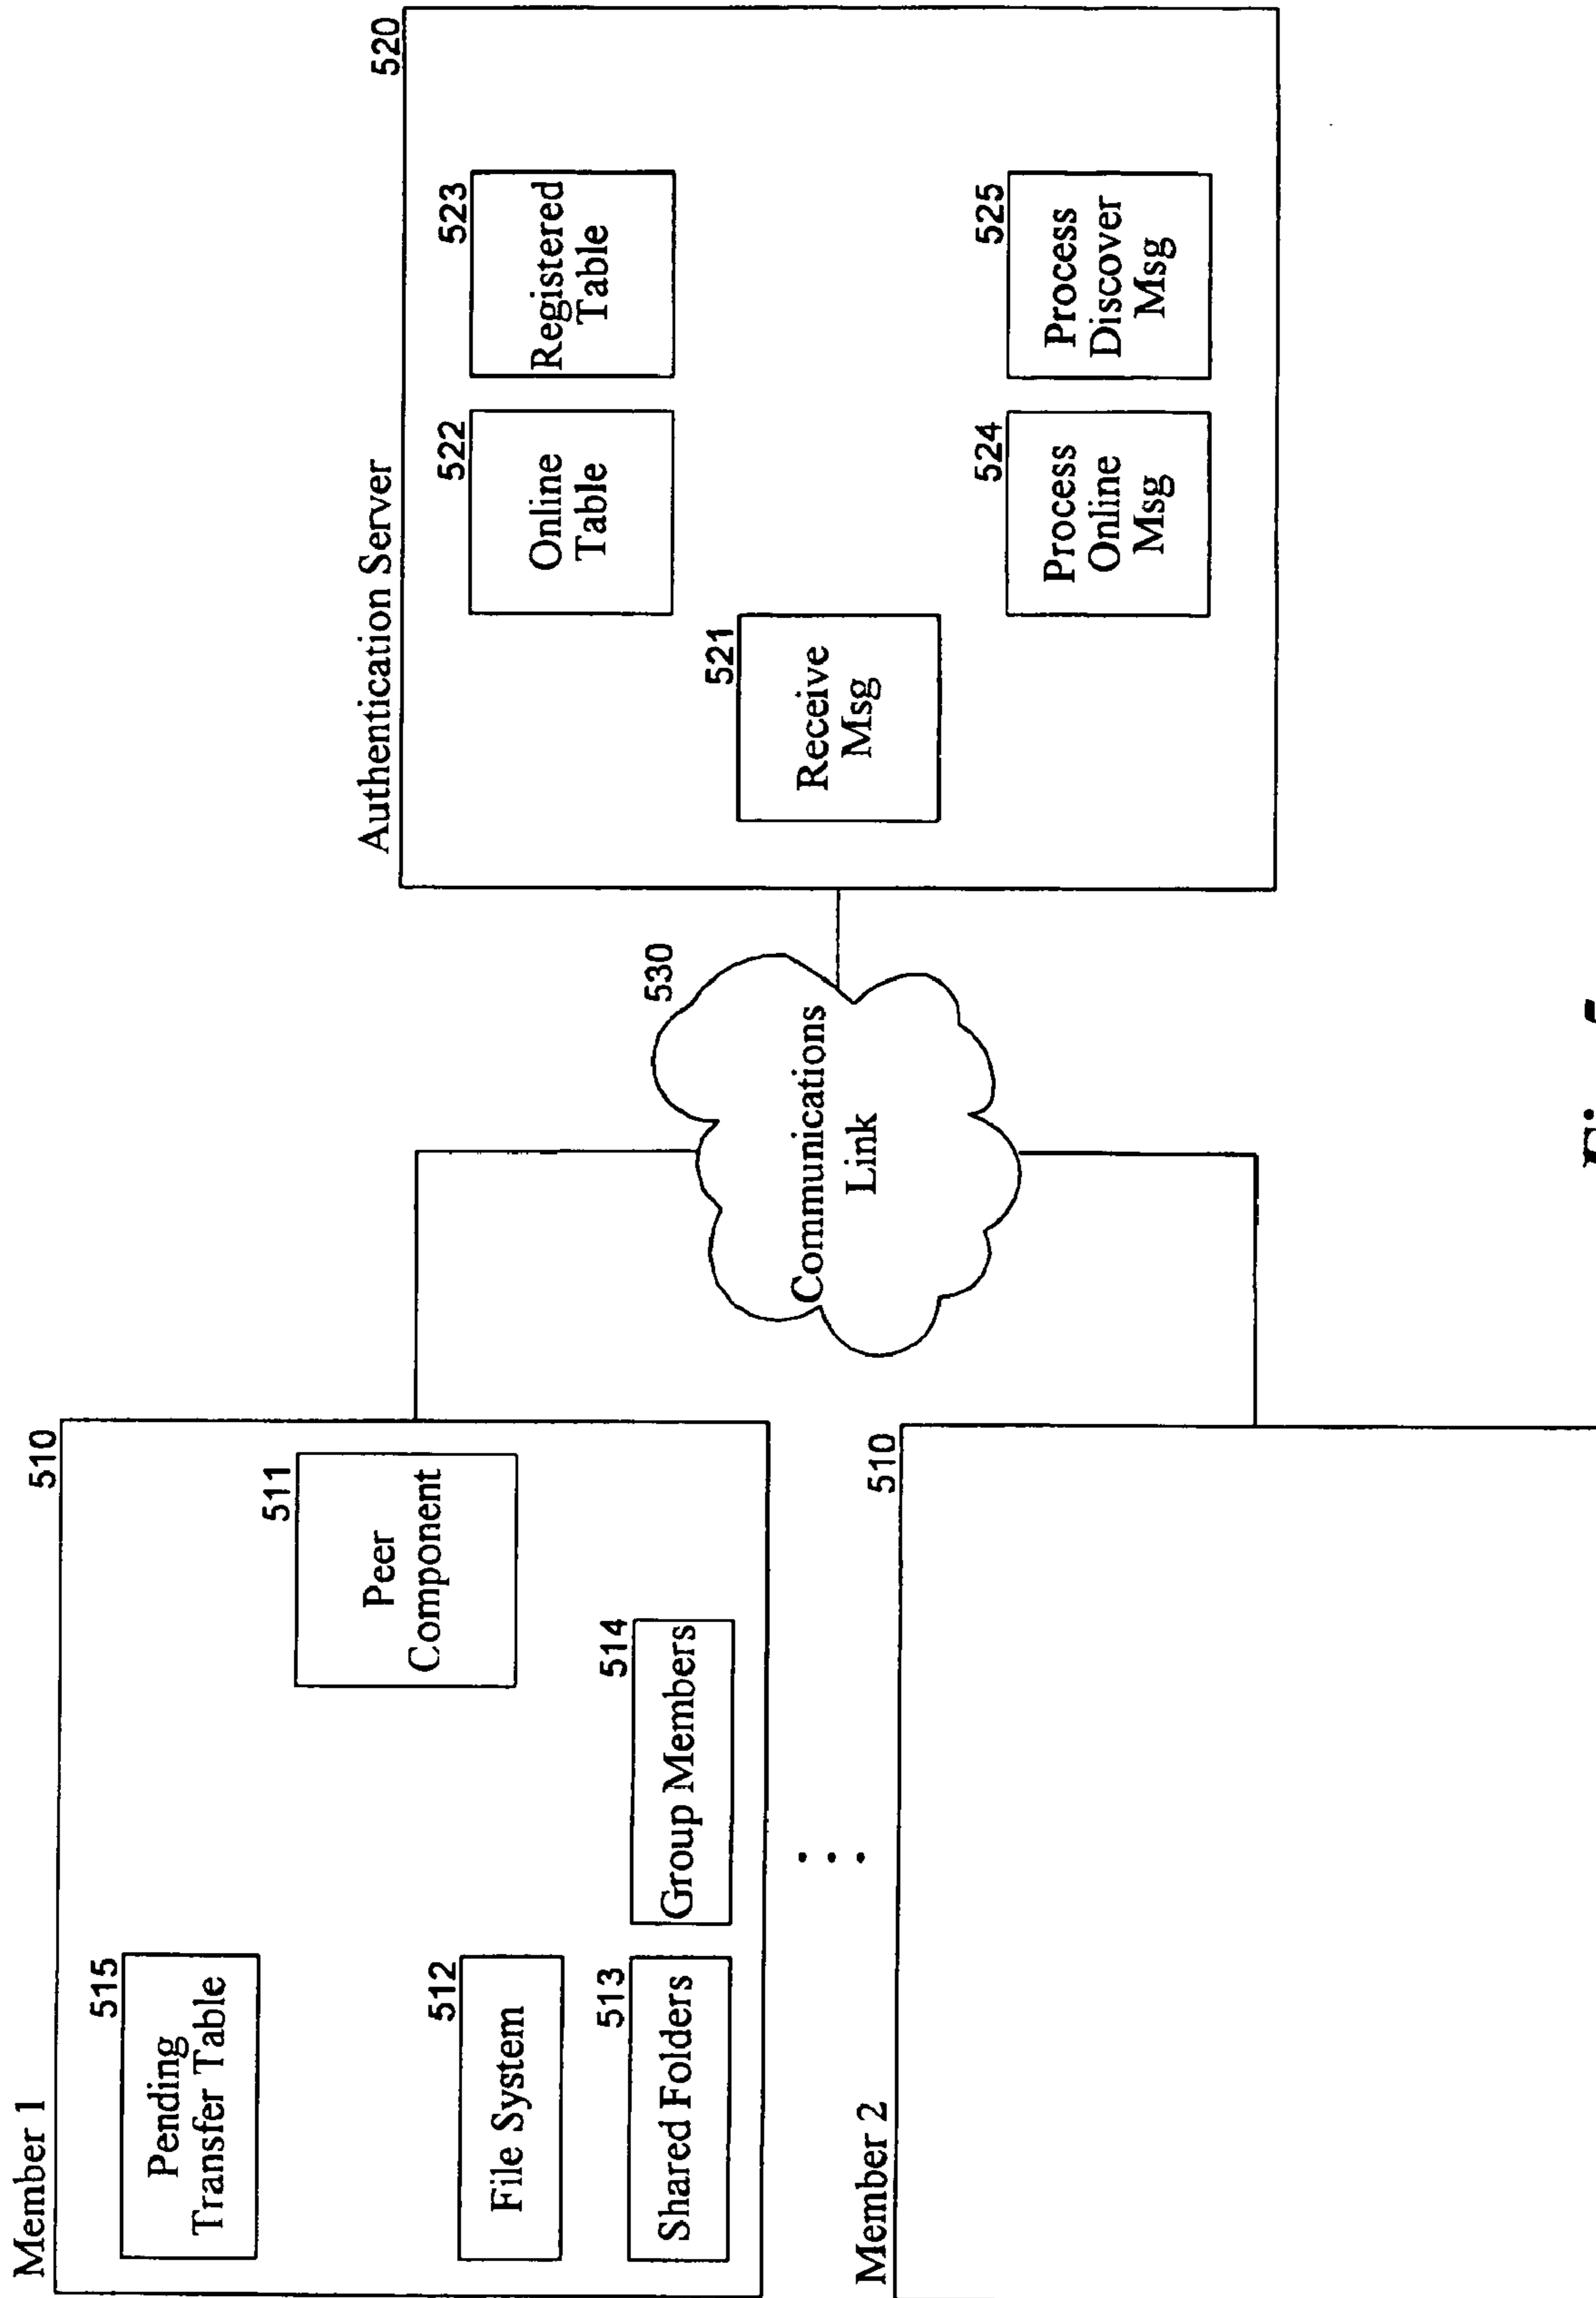 Member 1
510
515
Pending
Transfer Table
511
Peer
Component
512
File System
513
Shared Folders
514
Group Members
Member 2
510
530
Communications
Link
Authentication Server
520
522
Online
Table
523
Registered
Table
521
Receive
Msg
524
Process
Online
Msg
525
Process
Discover
Msg